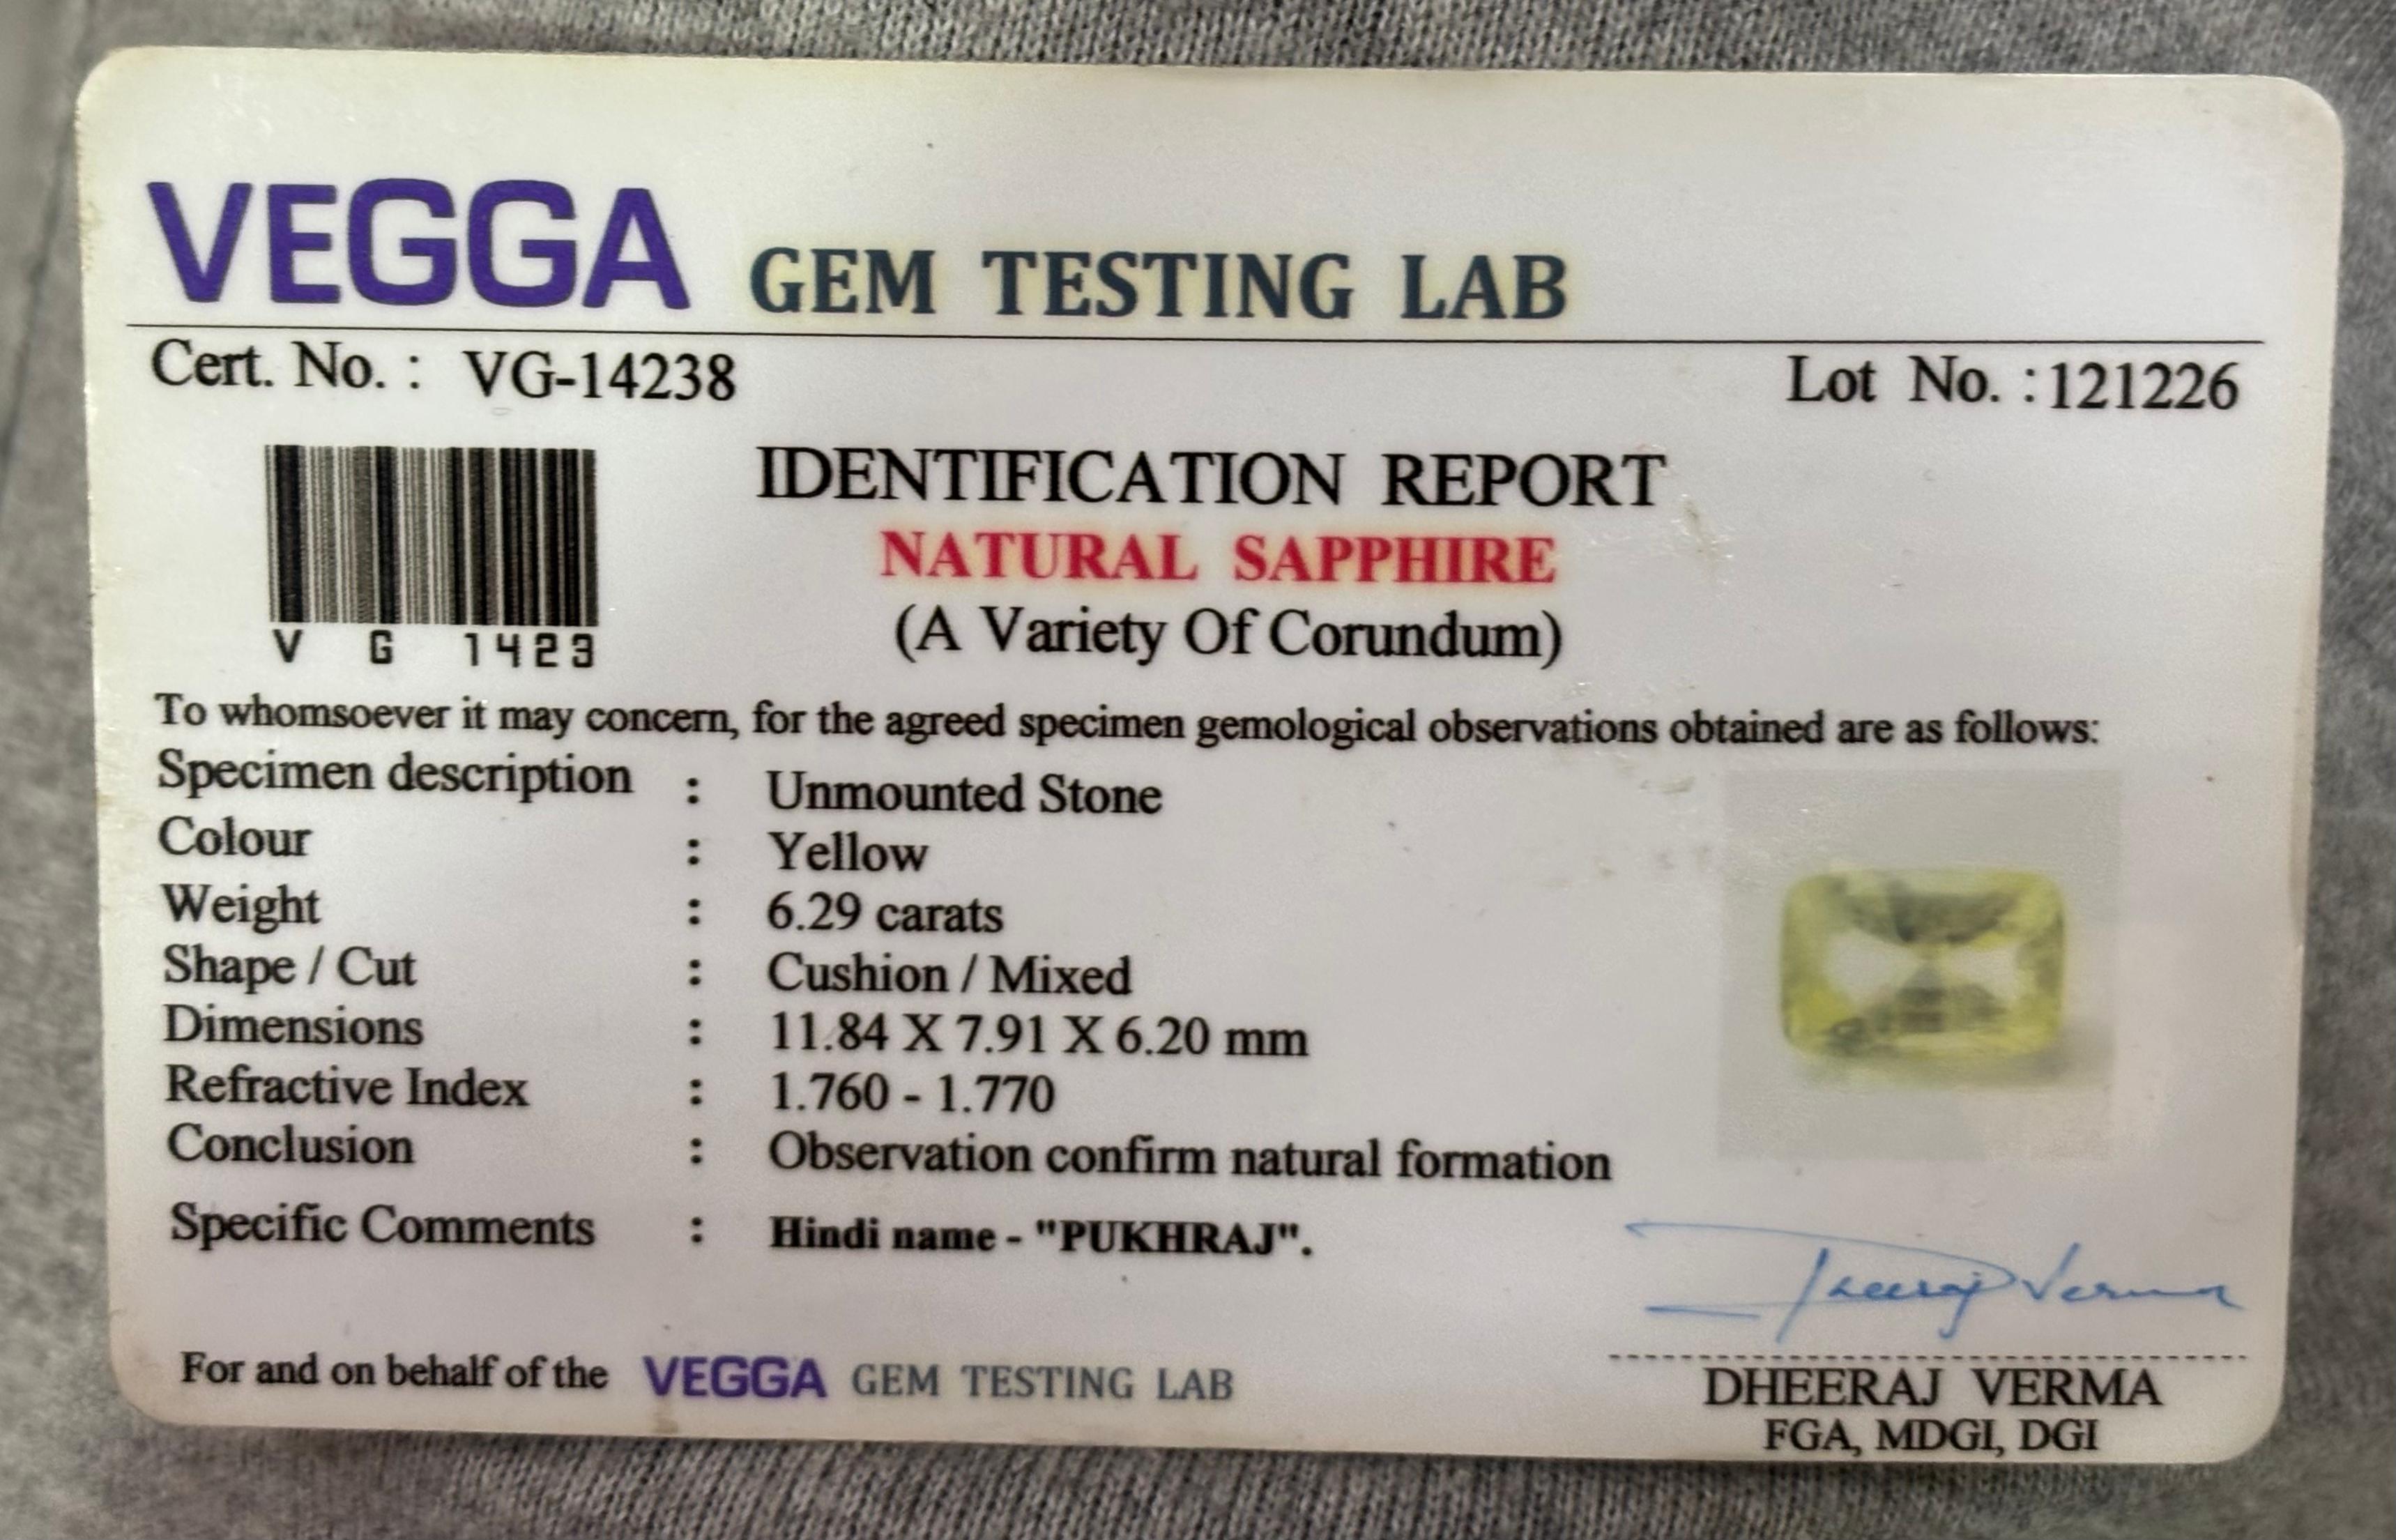 VEGGA GEM TESTING LAB
Cert. No. : VG-14238 Lot No. :121226
V G 1423
IDENTIFICATION REPORT
NATURAL SAPPHIRE
(A Variety Of Corundum)
To whomsoever it may concern, for the agreed specimen gemological observations obtained are as follows:
Specimen description : Unmounted Stone
Colour : Yellow
Weight : 6.29 carats
Shape / Cut : Cushion / Mixed
Dimensions : 11.84 X 7.91 X 6.20 mm
Refractive Index : 1.760 - 1.770
Conclusion : Observation confirm natural formation
Specific Comments : Hindi name - "PUKHRAJ".
Dheeraj Verma
For and on behalf of the VEGGA GEM TESTING LAB
DHEERAJ VERMA
FGA, MDGI, DGI